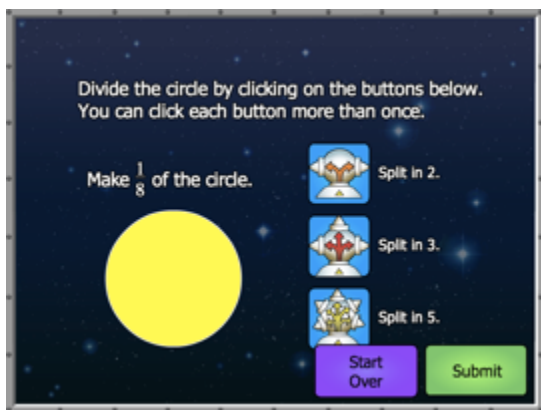 Divide the circle by clicking on the buttons below.
You can click each button more than once.
Make 1/8 of the circle.
Split in 2.
Split in 3.
Split in 5.
Start
Over
Submit